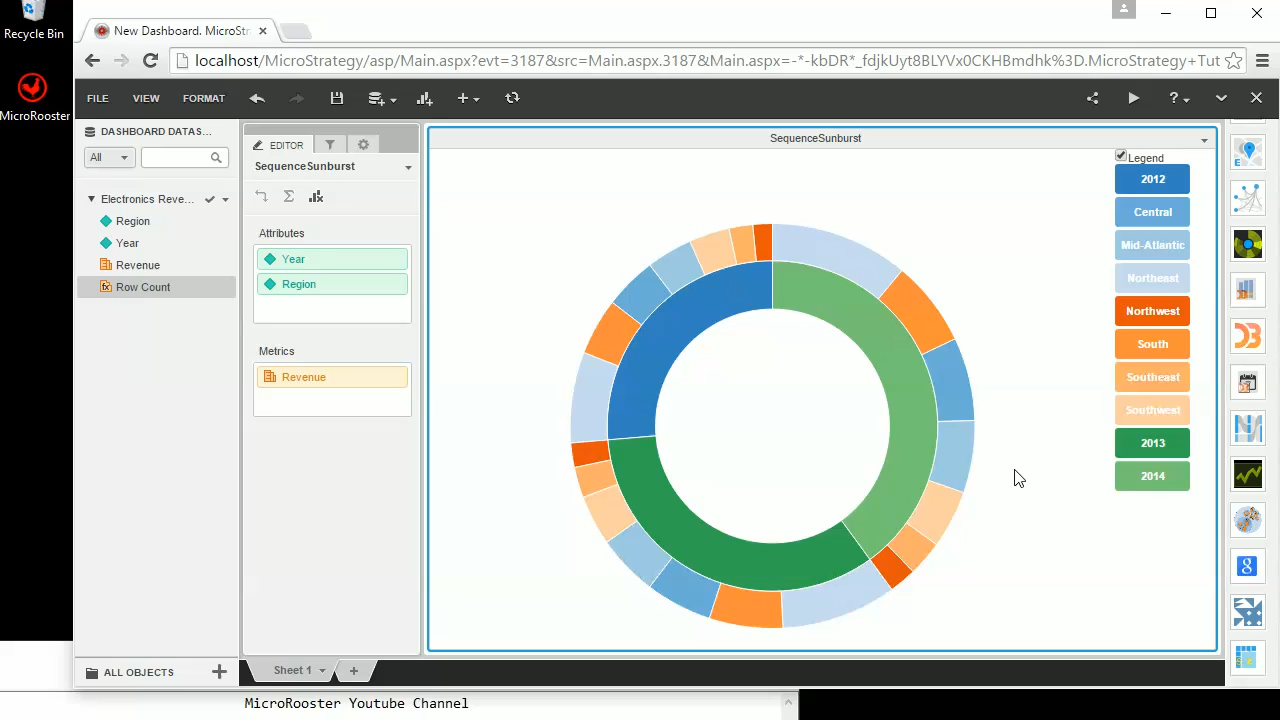 Recycle Bin
MicroRooster
New Dashboard. MicroStr
localhost/MicroStrategy/asp/Main.aspx?evt=3187&src=Main.aspx.3187&Main.aspx=-*-kbDR*_fdjkUyt8BLYVx0CKHBmdhk%3D.MicroStrategy+Tut
FILE VIEW FORMAT
DASHBOARD DATAS...
All
Electronics Reve...
Region
Year
Revenue
fx Row Count
ALL OBJECTS
EDITOR
SequenceSunburst
Attributes
Year
Region
Metrics
Revenue
SequenceSunburst
Legend
2012
Central
Mid-Atlantic
Northeast
Northwest
South
Southeast
Southwest
2013
2014
E
D3
8
Sheet 1
MicroRooster Youtube Channel